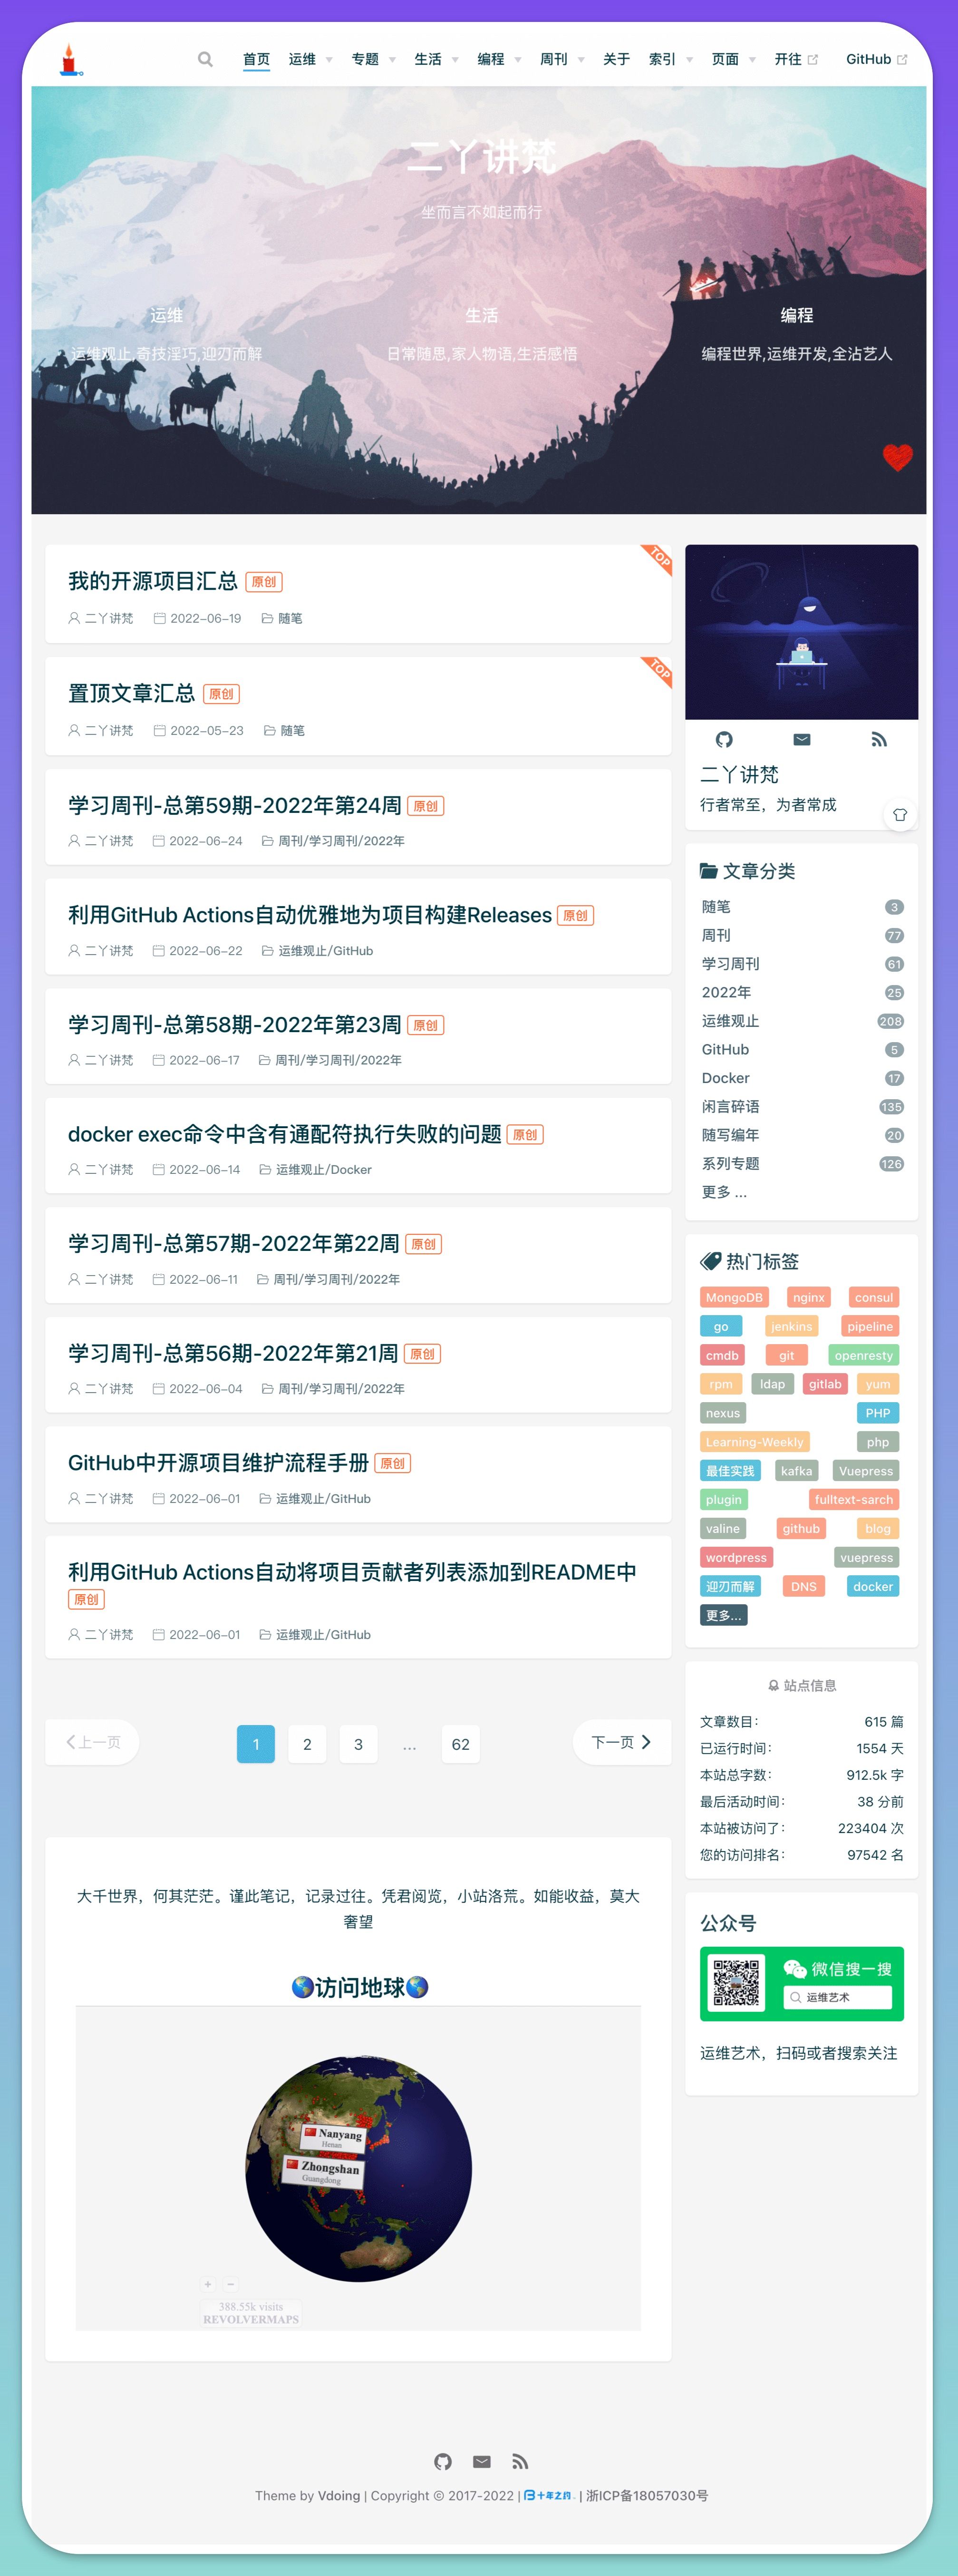 首页 运维 专题 生活 编程 周刊 关于 索引 页面 开往 GitHub
二丫讲梵
坐而言不如起而行
运维 生活 编程
运维观止,奇技淫巧,迎刃而解 日常随思,家人物语,生活感悟 编程世界,运维开发,全沾艺人
TOP
我的开源项目汇总 原创
二丫讲梵 2022-06-19 随笔
TOP
置顶文章汇总 原创
二丫讲梵 2022-05-23 随笔
学习周刊-总第59期-2022年第24周 原创
二丫讲梵 2022-06-24 周刊/学习周刊/2022年
利用GitHub Actions自动优雅地为项目构建Releases 原创
二丫讲梵 2022-06-22 运维观止/GitHub
学习周刊-总第58期-2022年第23周 原创
二丫讲梵 2022-06-17 周刊/学习周刊/2022年
docker exec命令中含有通配符执行失败的问题 原创
二丫讲梵 2022-06-14 运维观止/Docker
学习周刊-总第57期-2022年第22周 原创
二丫讲梵 2022-06-11 周刊/学习周刊/2022年
学习周刊-总第56期-2022年第21周 原创
二丫讲梵 2022-06-04 周刊/学习周刊/2022年
GitHub中开源项目维护流程手册 原创
二丫讲梵 2022-06-01 运维观止/GitHub
利用GitHub Actions自动将项目贡献者列表添加到README中
原创
二丫讲梵 2022-06-01 运维观止/GitHub
上一页 1 2 3 ... 62 下一页
大千世界，何其茫茫。谨此笔记，记录过往。凭君阅览，小站洛荒。如能收益，莫大
奢望
访问地球
Nanyang
Henan
Zhongshan
Guangdong
+ −
388.55k visits
REVOLVERMAPS
二丫讲梵
行者常至，为者常成
文章分类
随笔 3
周刊 77
学习周刊 61
2022年 25
运维观止 208
GitHub 5
Docker 17
闲言碎语 135
随写编年 20
系列专题 126
更多 ...
热门标签
MongoDB nginx consul
go jenkins pipeline
cmdb git openresty
rpm ldap gitlab yum
nexus PHP
Learning-Weekly php
最佳实践 kafka Vuepress
plugin fulltext-sarch
valine github blog
wordpress vuepress
迎刃而解 DNS docker
更多...
站点信息
文章数目： 615 篇
已运行时间： 1554 天
本站总字数： 912.5k 字
最后活动时间： 38 分前
本站被访问了： 223404 次
您的访问排名： 97542 名
公众号
微信搜一搜
运维艺术
运维艺术，扫码或者搜索关注
Theme by Vdoing | Copyright © 2017-2022 | 十年之约 | 浙ICP备18057030号